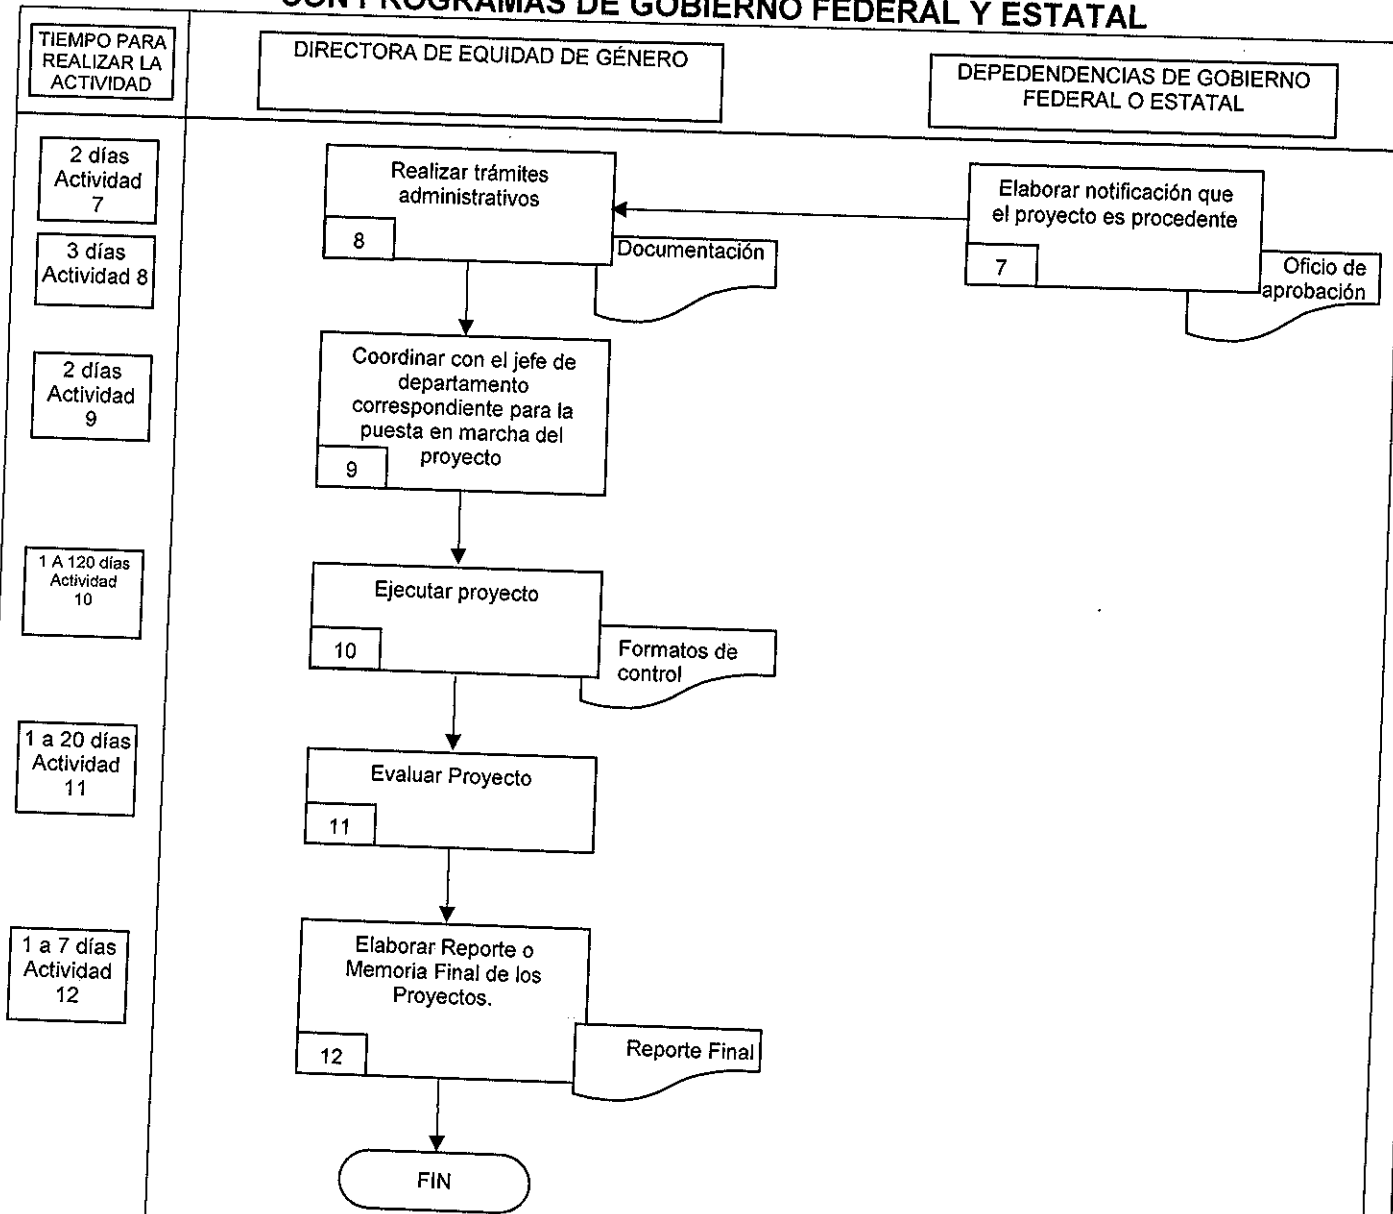 CON PROGRAMAS DE GOBIERNO FEDERAL Y ESTATAL
TIEMPO PARA
REALIZAR LA
ACTIVIDAD
DIRECTORA DE EQUIDAD DE GÉNERO
DEPEDENDENCIAS DE GOBIERNO
FEDERAL O ESTATAL
2 días
Actividad
7
Realizar trámites
administrativos
8
Documentación
Elaborar notificación que
el proyecto es procedente
7
Oficio de
aprobación
3 días
Actividad 8
2 días
Actividad
9
Coordinar con el jefe de
departamento
correspondiente para la
puesta en marcha del
proyecto
9
1 A 120 días
Actividad
10
Ejecutar proyecto
10
Formatos de
control
1 a 20 días
Actividad
11
Evaluar Proyecto
11
1 a 7 días
Actividad
12
Elaborar Reporte o
Memoria Final de los
Proyectos.
12
Reporte Final
FIN